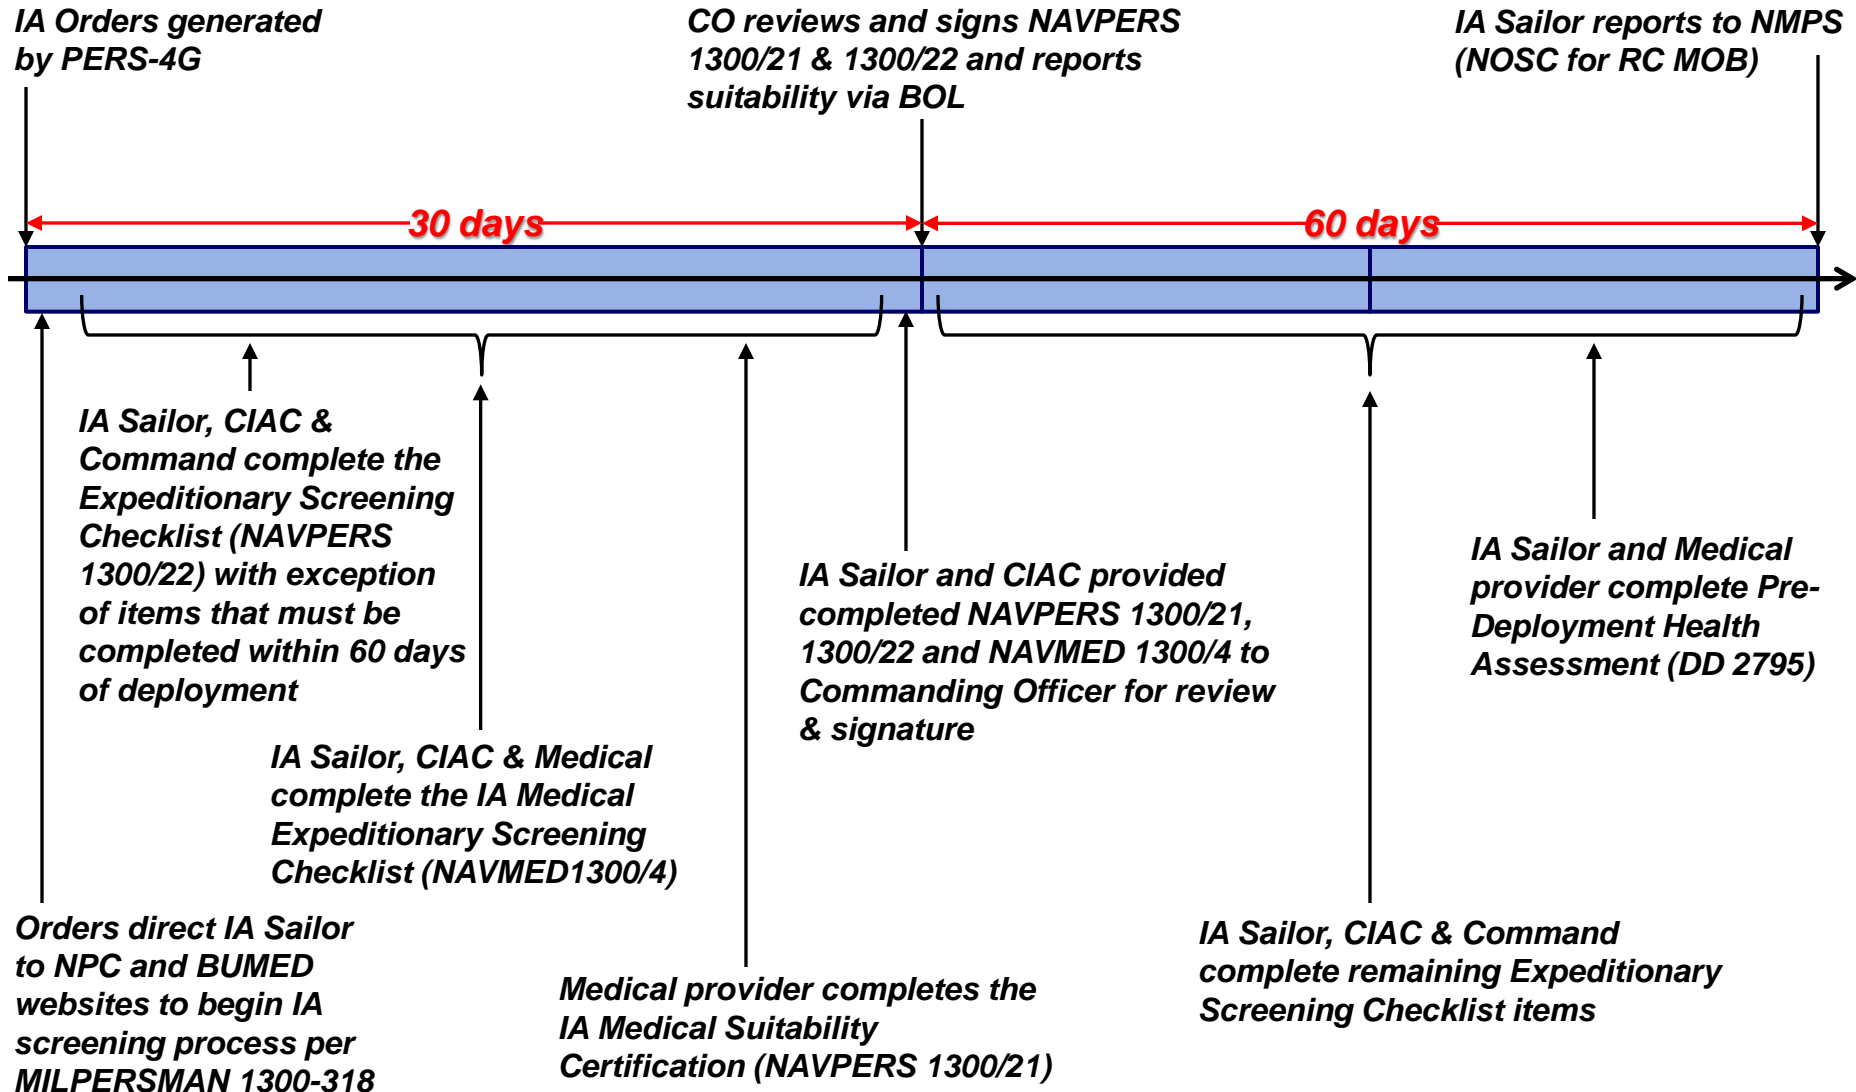 IA Orders generated
by PERS-4G
CO reviews and signs NAVPERS
1300/21 & 1300/22 and reports
suitability via BOL
IA Sailor reports to NMPS
(NOSC for RC MOB)
30 days
60 days
IA Sailor, CIAC &
Command complete the
Expeditionary Screening
Checklist (NAVPERS
1300/22) with exception
of items that must be
completed within 60 days
of deployment
IA Sailor, CIAC & Medical
complete the IA Medical
Expeditionary Screening
Checklist (NAVMED1300/4)
Orders direct IA Sailor
to NPC and BUMED
websites to begin IA
screening process per
MILPERSMAN 1300-318
Medical provider completes the
IA Medical Suitability
Certification (NAVPERS 1300/21)
IA Sailor and CIAC provided
completed NAVPERS 1300/21,
1300/22 and NAVMED 1300/4 to
Commanding Officer for review
& signature
IA Sailor and Medical
provider complete Pre-
Deployment Health
Assessment (DD 2795)
IA Sailor, CIAC & Command
complete remaining Expeditionary
Screening Checklist items